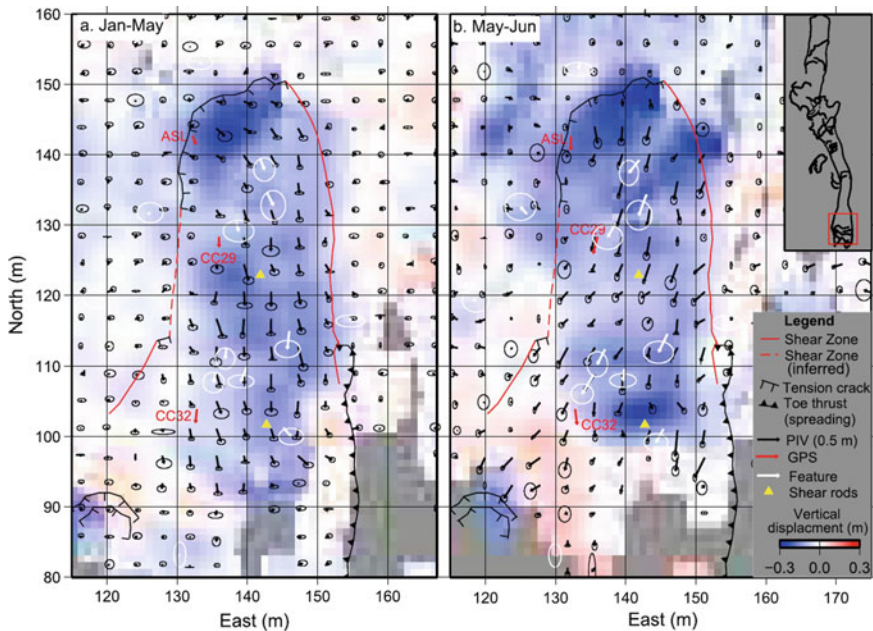 a. Jan-May
b. May-Jun
160
150
140
130
120
110
100
90
80
North (m)
ASL
CC29
CC32
ASL
CC29
CC32
120 130 140 150 160
120 130 140 150 160 170
East (m)
East (m)
Legend
Shear Zone
Shear Zone
(inferred)
Tension crack
Toe thrust
(spreading)
PIV (0.5 m)
GPS
Feature
Shear rods
Vertical
displacment (m)
−0.3 0.0 0.3